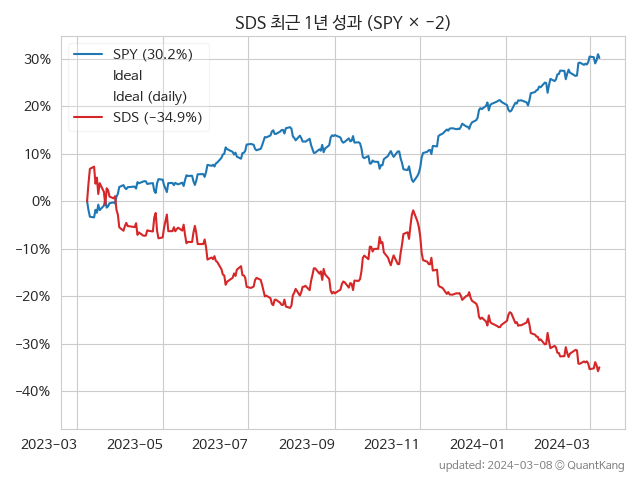 SDS 최근 1년 성과 (SPY × −2)
SPY (30.2%)
Ideal
Ideal (daily)
SDS (−34.9%)
30%
20%
10%
0%
−10%
−20%
−30%
−40%
2023−03 2023−05 2023−07 2023−09 2023−11 2024−01 2024−03
updated: 2024-03-08 © QuantKang